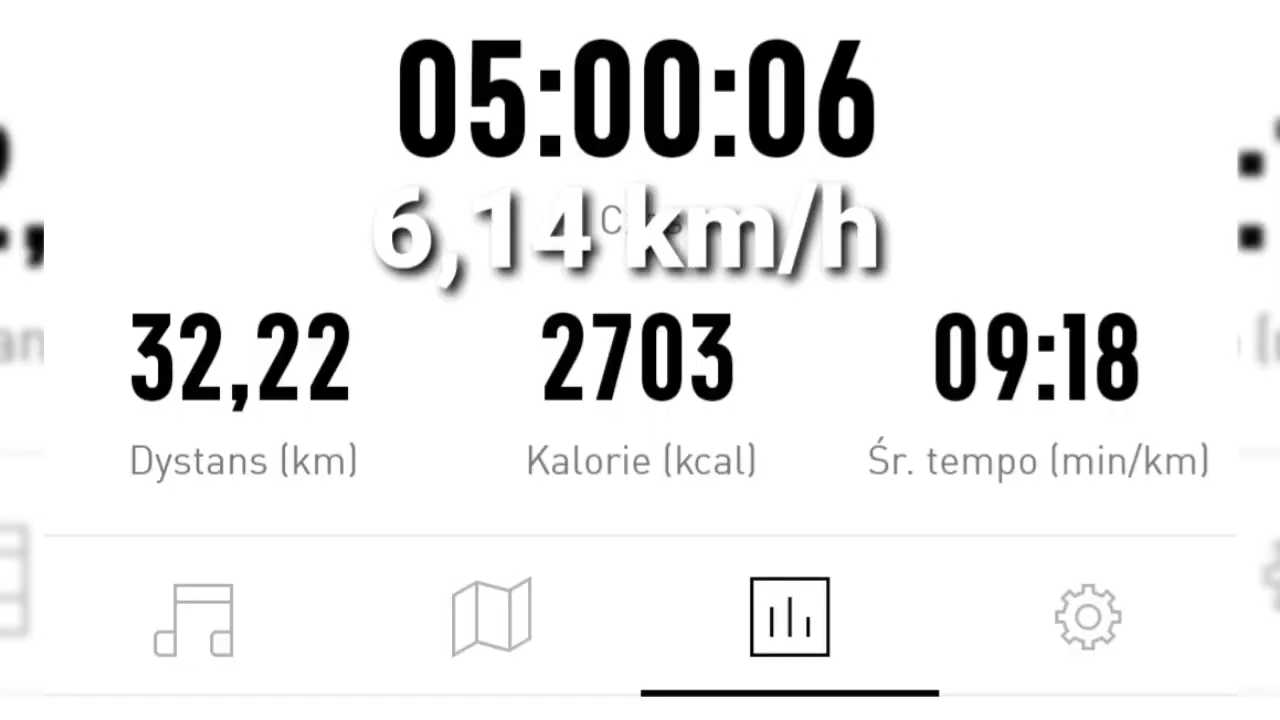 05:00:06
6,14 km/h
32,22 2703 09:18
Dystans (km) Kalorie (kcal) Śr. tempo (min/km)